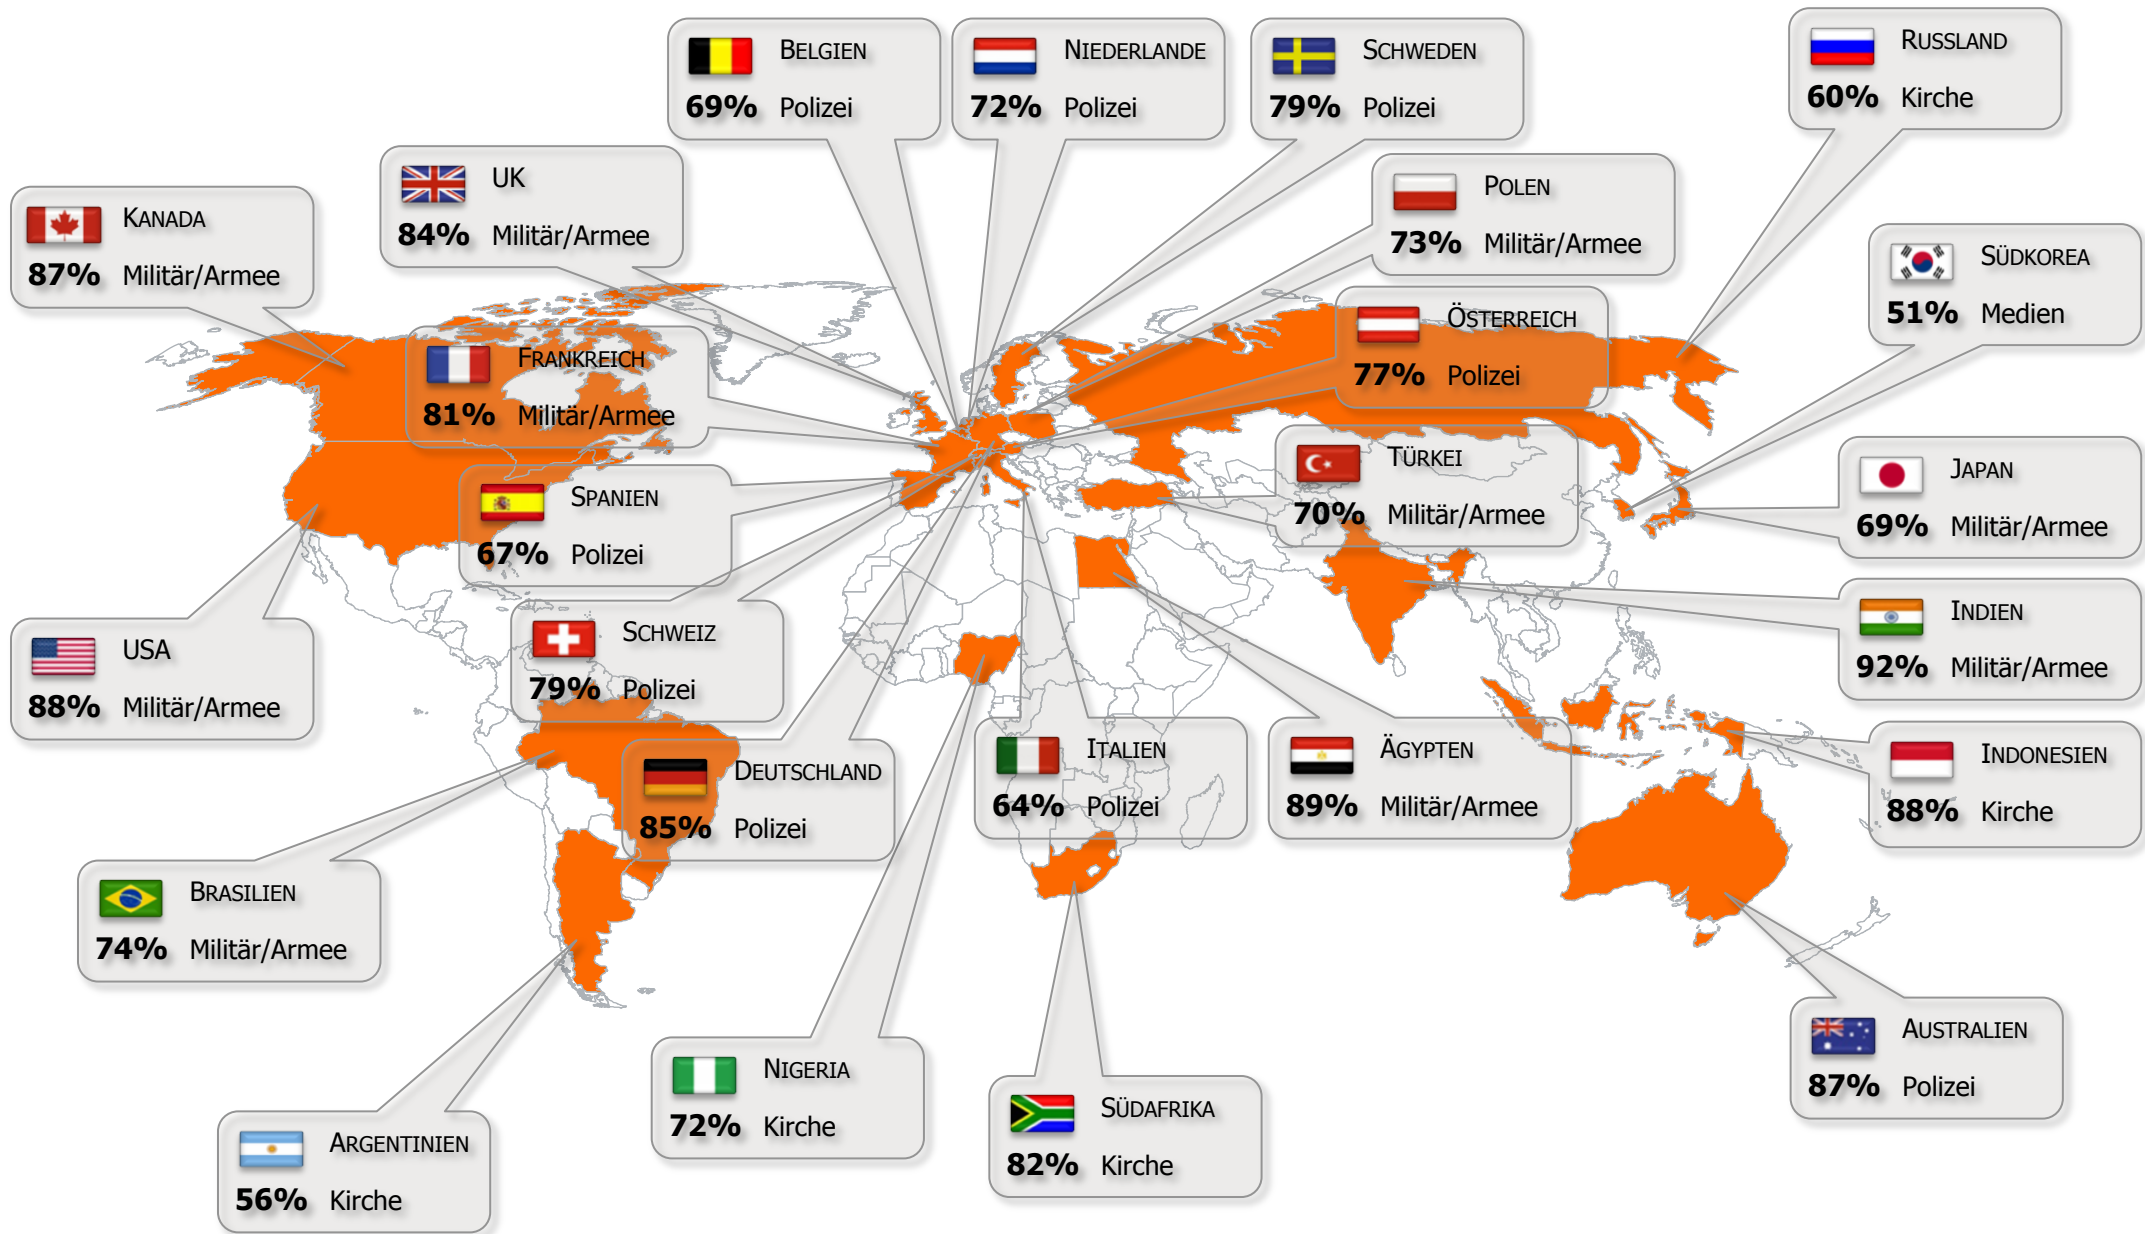 BELGIEN
69% Polizei
NIEDERLANDE
72% Polizei
SCHWEDEN
79% Polizei
RUSSLAND
60% Kirche
UK
84% Militär/Armee
POLEN
73% Militär/Armee
KANADA
87% Militär/Armee
SÜDKOREA
51% Medien
ÖSTERREICH
77% Polizei
FRANKREICH
81% Militär/Armee
TÜRKEI
70% Militär/Armee
JAPAN
69% Militär/Armee
SPANIEN
67% Polizei
INDIEN
92% Militär/Armee
SCHWEIZ
79% Polizei
USA
88% Militär/Armee
DEUTSCHLAND
85% Polizei
ITALIEN
64% Polizei
ÄGYPTEN
89% Militär/Armee
INDONESIEN
88% Kirche
BRASILIEN
74% Militär/Armee
AUSTRALIEN
87% Polizei
NIGERIA
72% Kirche
SÜDAFRIKA
82% Kirche
ARGENTINIEN
56% Kirche